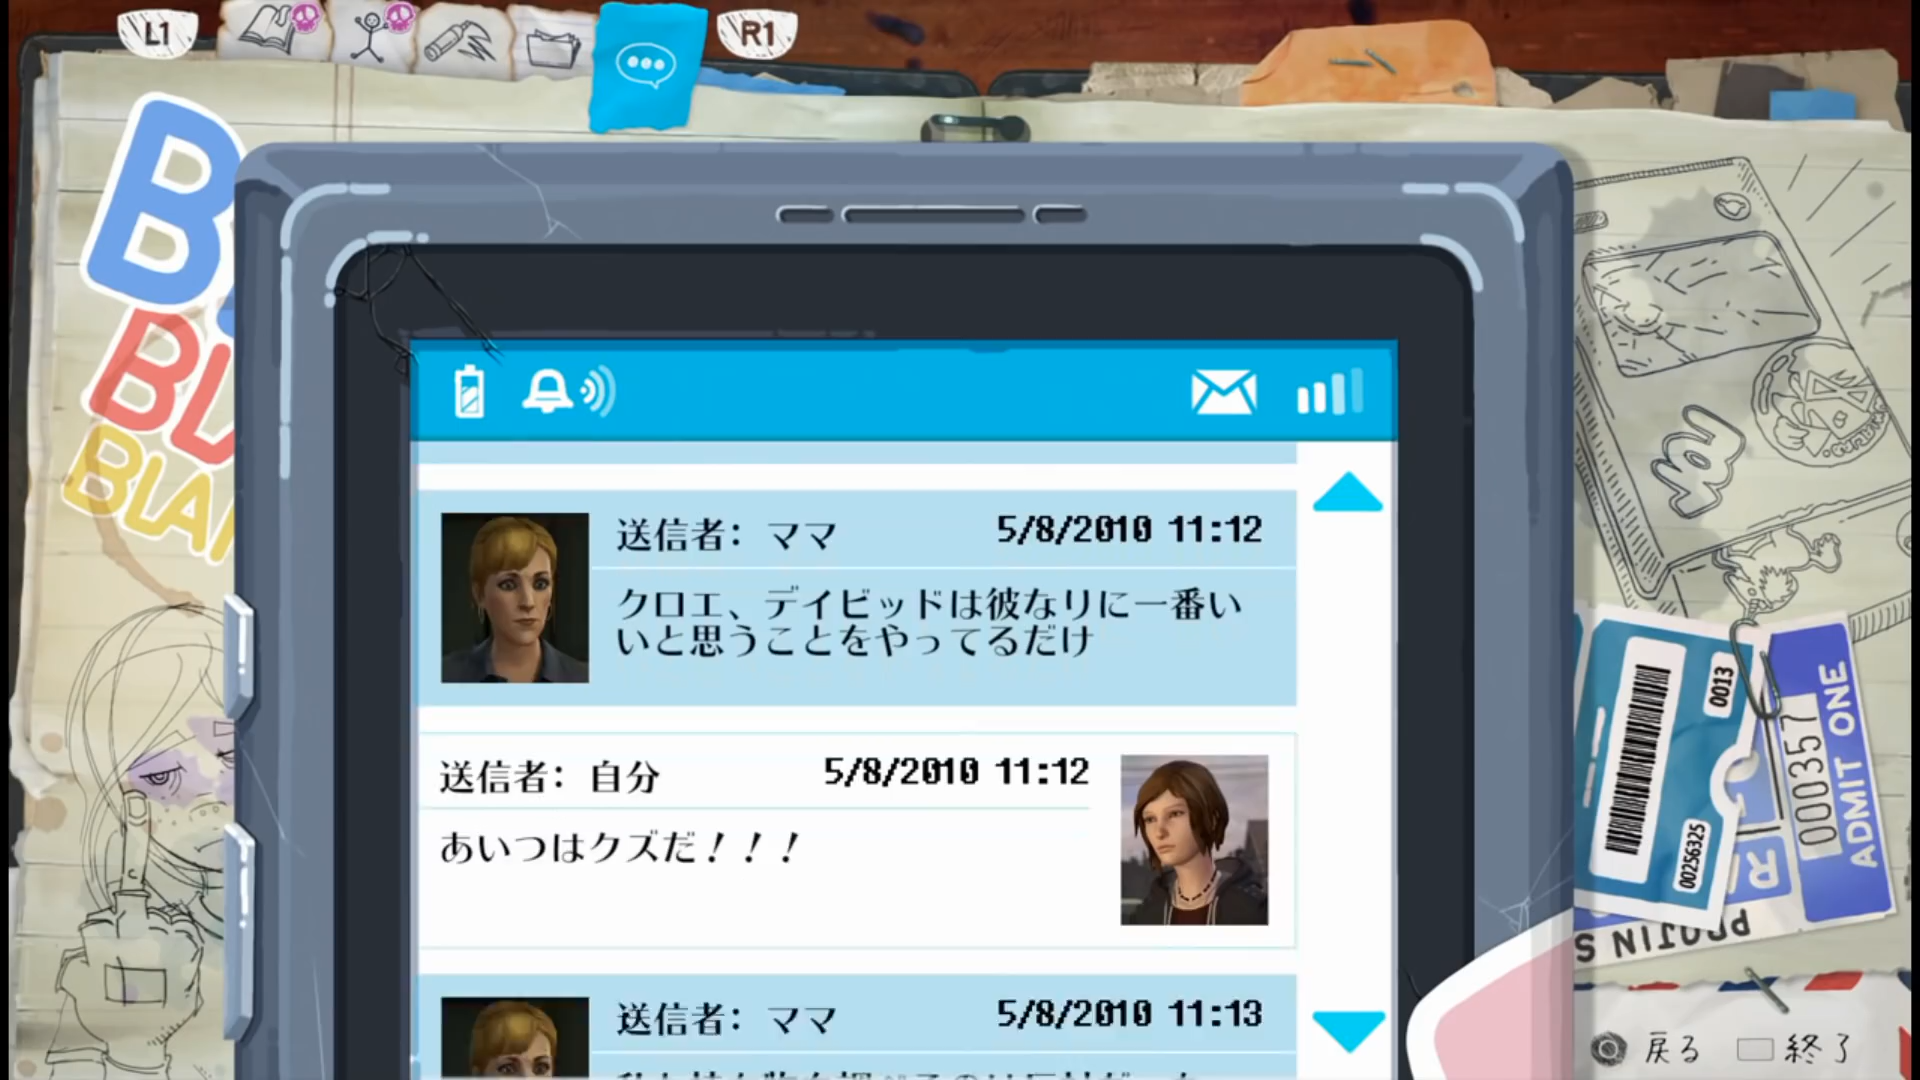 L1
R1
BLA
送信者: ママ
5/8/2010 11:12
クロエ、デイビッドは彼なりに一番い
いと思うことをやってるだけ
送信者: 自分
5/8/2010 11:12
あいつはクズだ！！！
送信者: ママ
5/8/2010 11:13
0013
00256325
000357
ADMIT ONE
戻る
終了